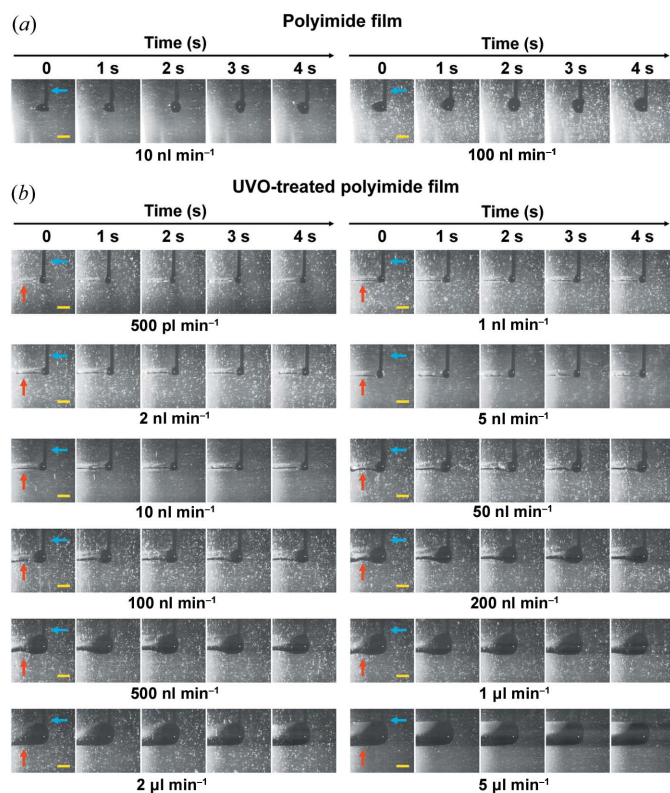 (a)
Polyimide film
Time (s) Time (s)
0 1 s 2 s 3 s 4 s 0 1 s 2 s 3 s 4 s
10 nl min⁻¹ 100 nl min⁻¹
(b)
UVO-treated polyimide film
Time (s) Time (s)
0 1 s 2 s 3 s 4 s 0 1 s 2 s 3 s 4 s
500 pl min⁻¹ 1 nl min⁻¹
2 nl min⁻¹ 5 nl min⁻¹
10 nl min⁻¹ 50 nl min⁻¹
100 nl min⁻¹ 200 nl min⁻¹
500 nl min⁻¹ 1 µl min⁻¹
2 µl min⁻¹ 5 µl min⁻¹